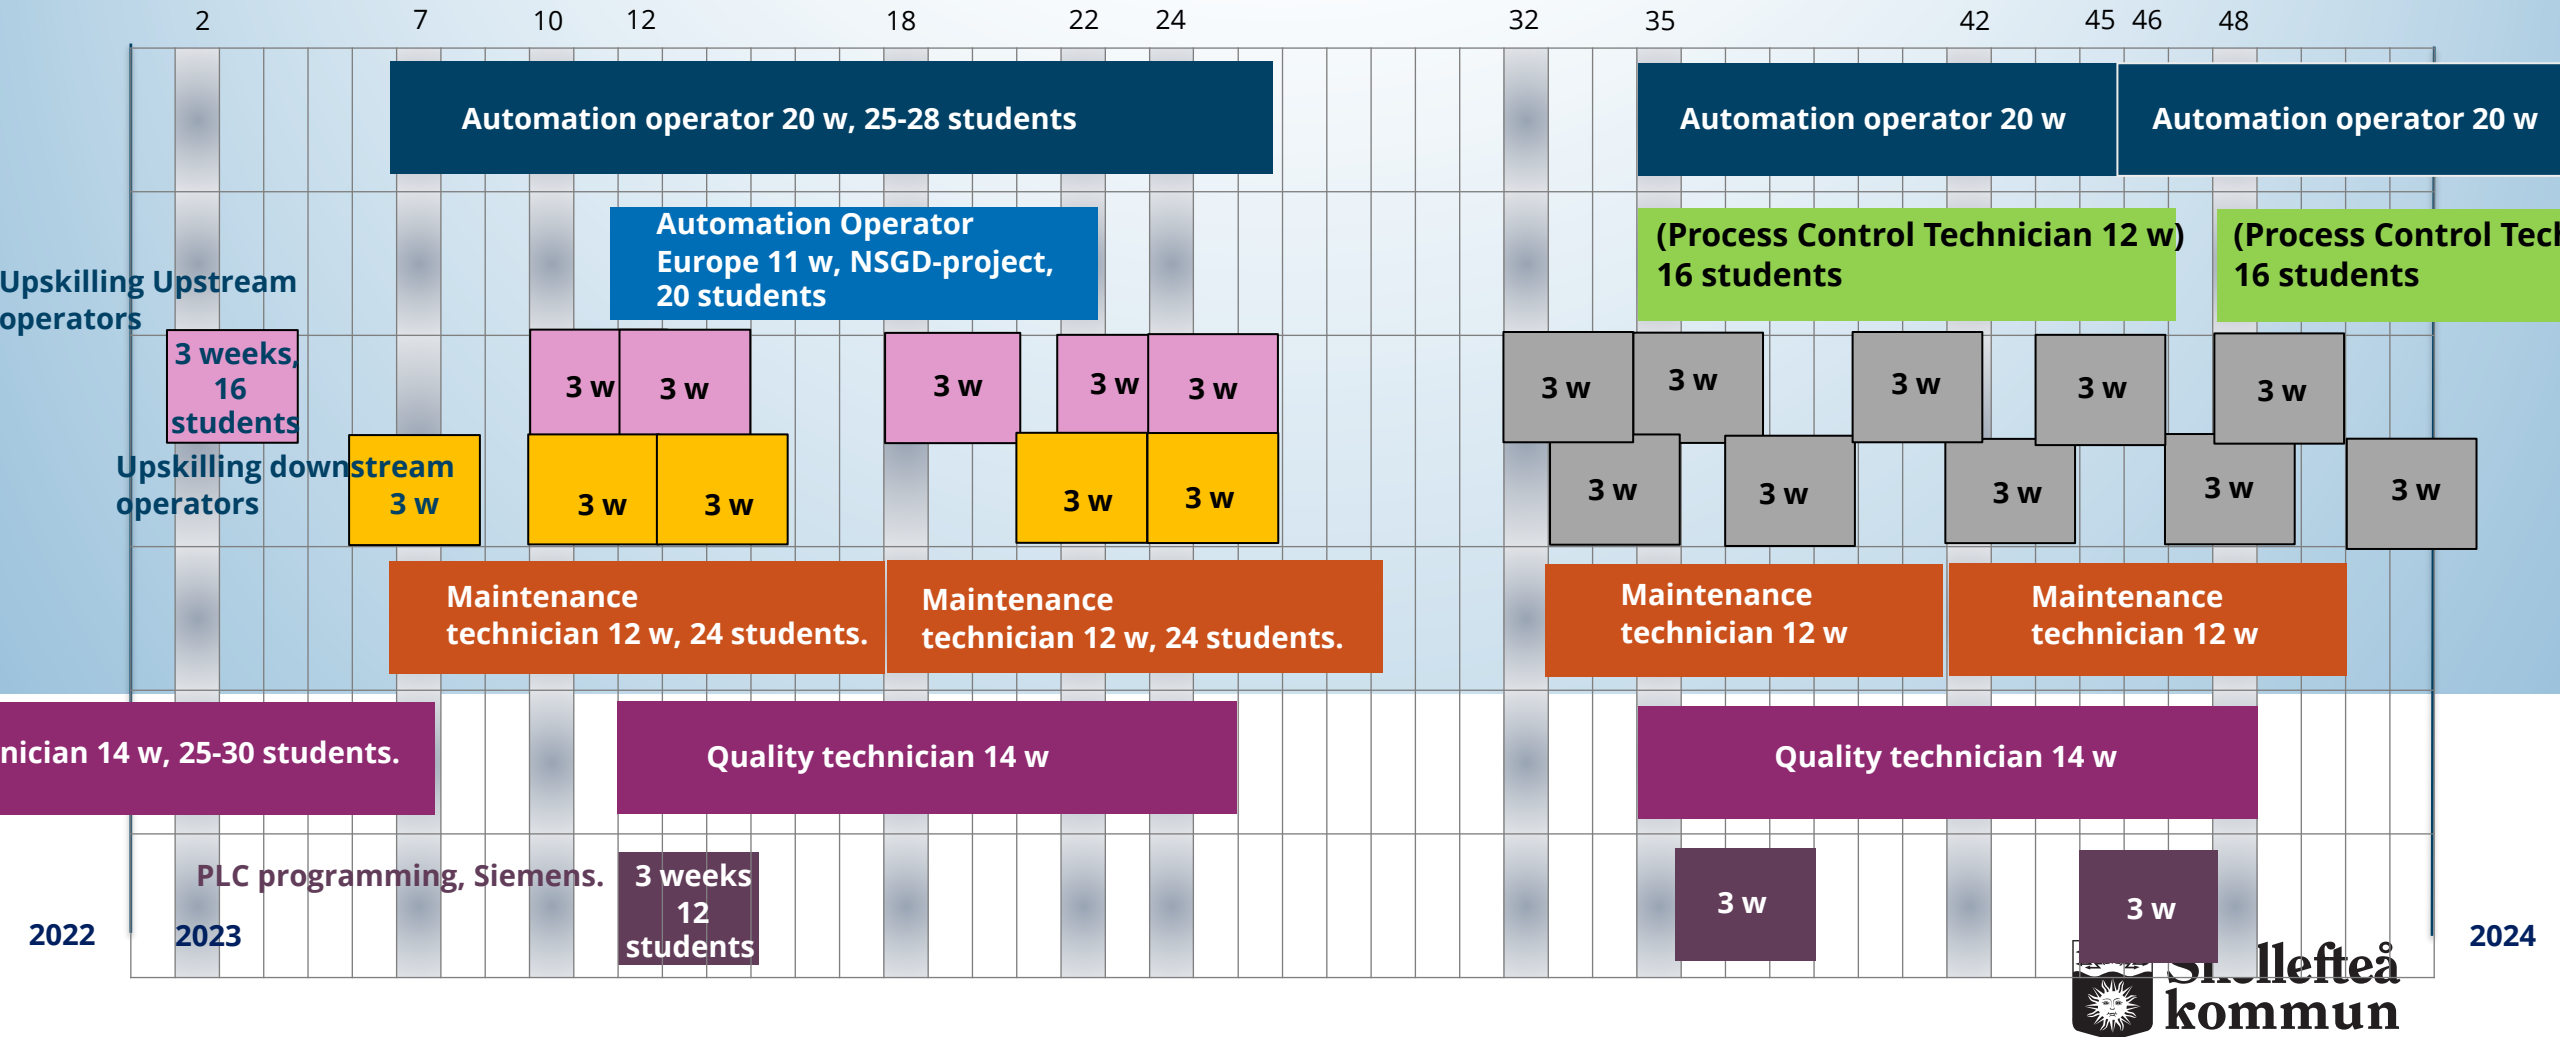 2 7 10 12 18 22 24 32 35 42 45 46 48
Automation operator 20 w, 25-28 students
Automation operator 20 w
Automation operator 20 w
Automation Operator
Europe 11 w, NSGD-project,
20 students
(Process Control Technician 12 w)
16 students
(Process Control Tech
16 students
Upskilling Upstream
operators
3 weeks,
16
students
3 w
3 w
3 w
3 w
3 w
3 w
3 w
3 w
3 w
3 w
Upskilling downstream
operators
3 w
3 w
3 w
3 w
3 w
3 w
3 w
3 w
3 w
3 w
Maintenance
technician 12 w, 24 students.
Maintenance
technician 12 w, 24 students.
Maintenance
technician 12 w
Maintenance
technician 12 w
nician 14 w, 25-30 students.
Quality technician 14 w
Quality technician 14 w
PLC programming, Siemens.
3 weeks
12
students
3 w
3 w
2022
2023
2024
Skellefteå
kommun